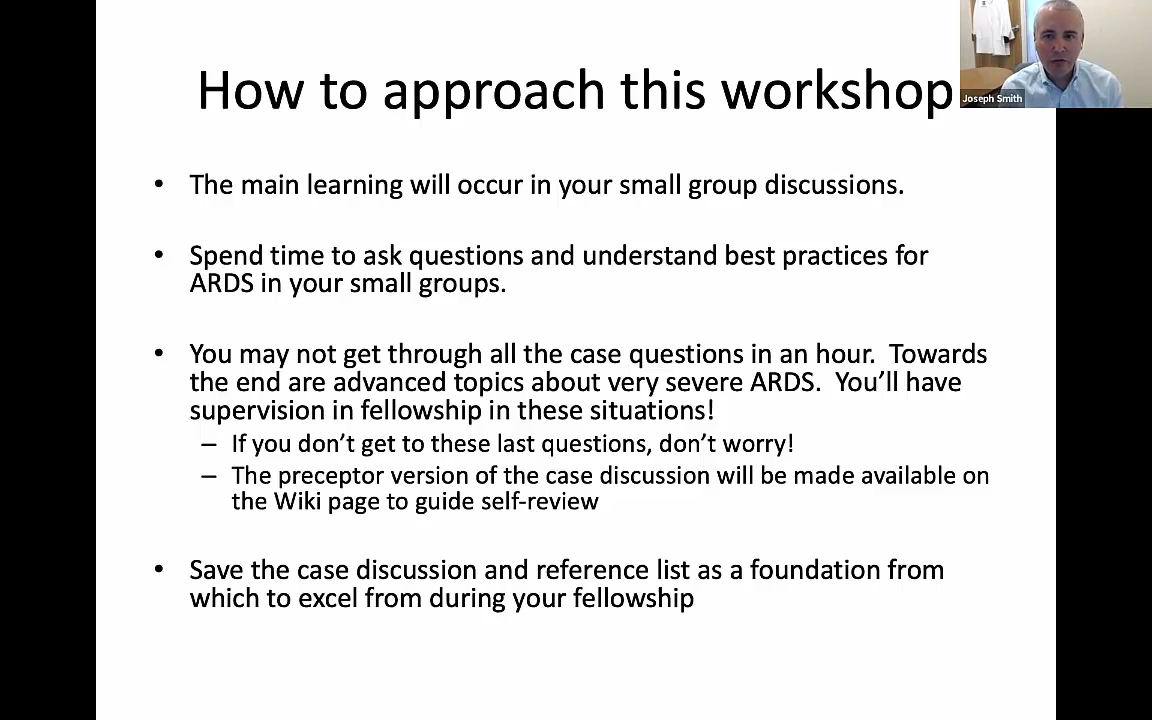 How to approach this workshop
Joseph Smith
• The main learning will occur in your small group discussions.
• Spend time to ask questions and understand best practices for
ARDS in your small groups.
• You may not get through all the case questions in an hour.  Towards
the end are advanced topics about very severe ARDS.  You’ll have
supervision in fellowship in these situations!
– If you don’t get to these last questions, don’t worry!
– The preceptor version of the case discussion will be made available on
the Wiki page to guide self-review
• Save the case discussion and reference list as a foundation from
which to excel from during your fellowship